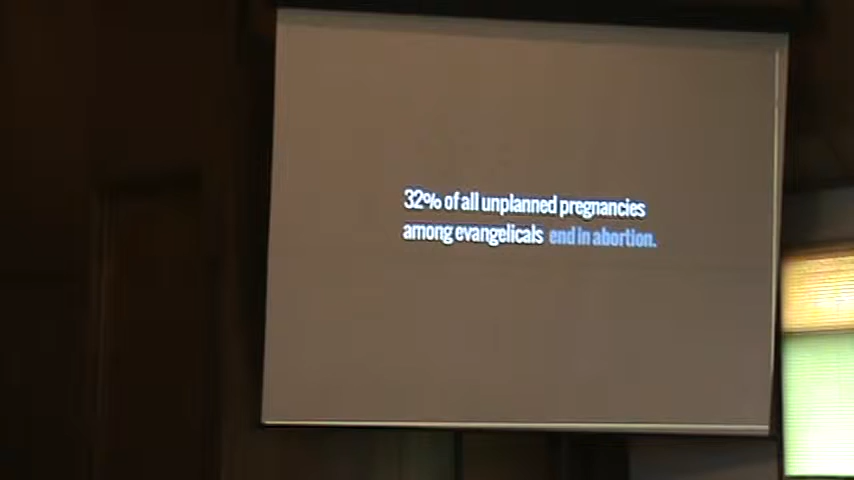 32% of all unplanned pregnancies
among evangelicals end in abortion.